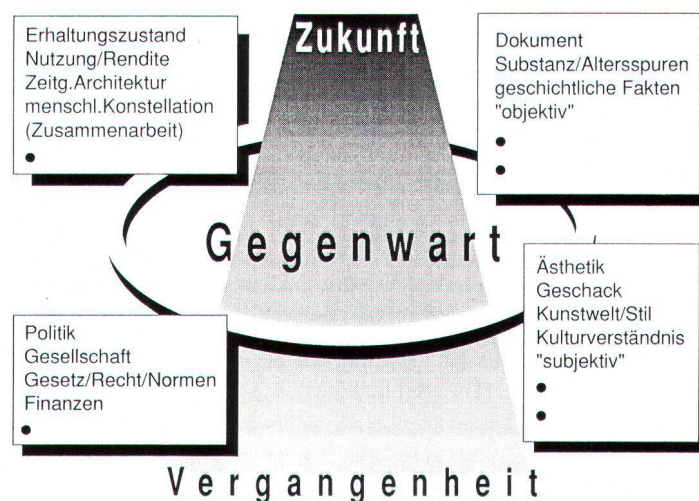 Erhaltungszustand
Nutzung/Rendite
Zeitg.Architektur
menschl.Konstellation
(Zusammenarbeit)
•
Zukunft
Dokument
Substanz/Altersspuren
geschichtliche Fakten
"objektiv"
•
•
Gegenwart
Politik
Gesellschaft
Gesetz/Recht/Normen
Finanzen
•
Ästhetik
Geschack
Kunstwelt/Stil
Kulturverständnis
"subjektiv"
•
•
Vergangenheit